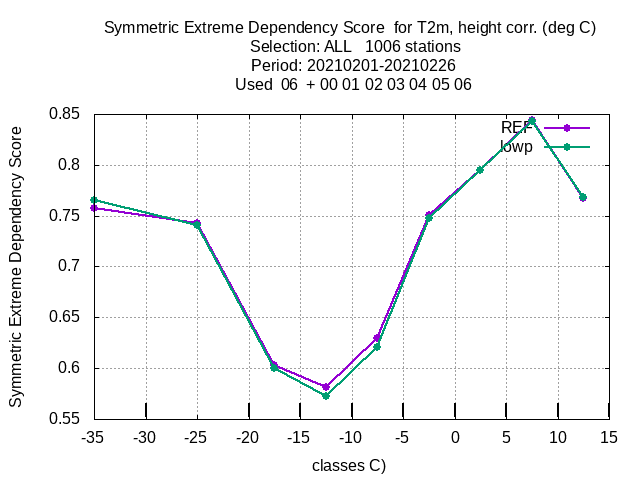 Symmetric Extreme Dependency Score  for T2m, height corr. (deg C)
Selection: ALL   1006 stations
Period: 20210201-20210226
Used  06  + 00 01 02 03 04 05 06
Symmetric Extreme Dependency Score
0.85
0.8
0.75
0.7
0.65
0.6
0.55
REF
lowp
-35 -30 -25 -20 -15 -10 -5 0 5 10 15
classes C)